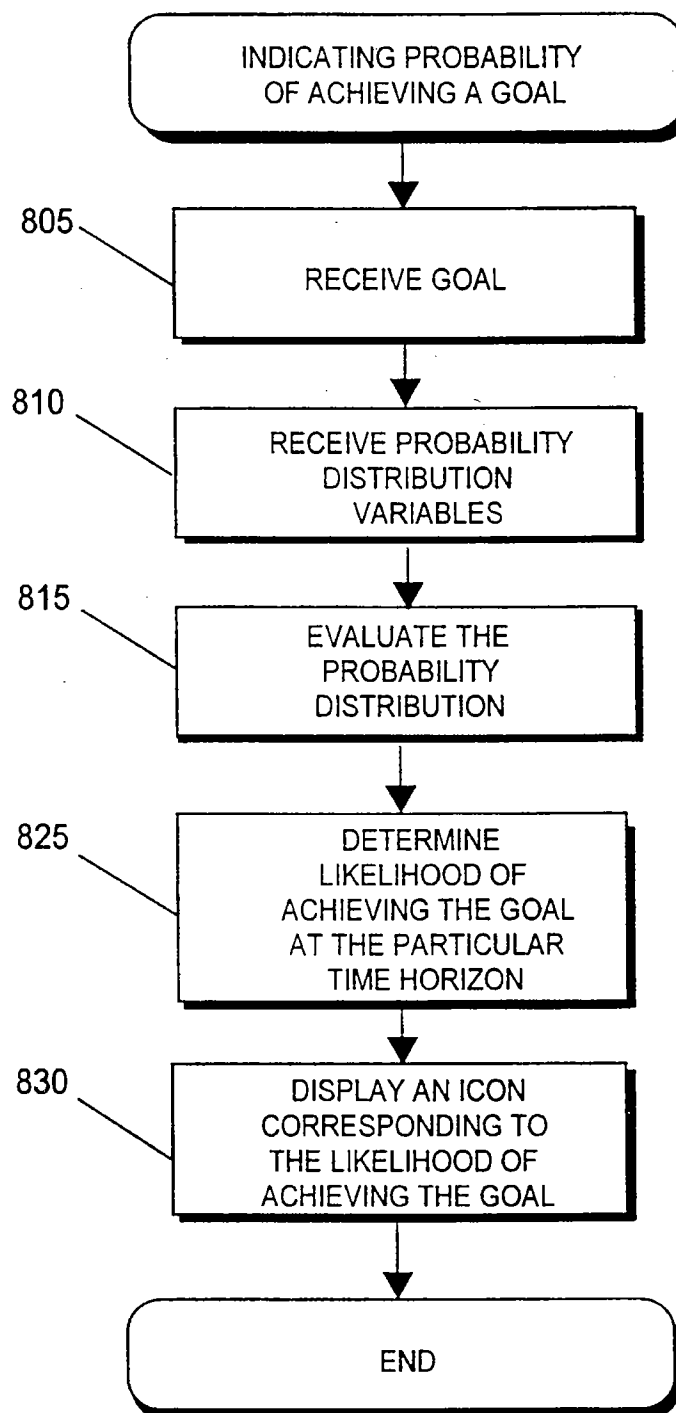 INDICATING PROBABILITY
OF ACHIEVING A GOAL
805
RECEIVE GOAL
810
RECEIVE PROBABILITY
DISTRIBUTION
VARIABLES
815
EVALUATE THE
PROBABILITY
DISTRIBUTION
825
DETERMINE
LIKELIHOOD OF
ACHIEVING THE GOAL
AT THE PARTICULAR
TIME HORIZON
830
DISPLAY AN ICON
CORRESPONDING TO
THE LIKELIHOOD OF
ACHIEVING THE GOAL
END